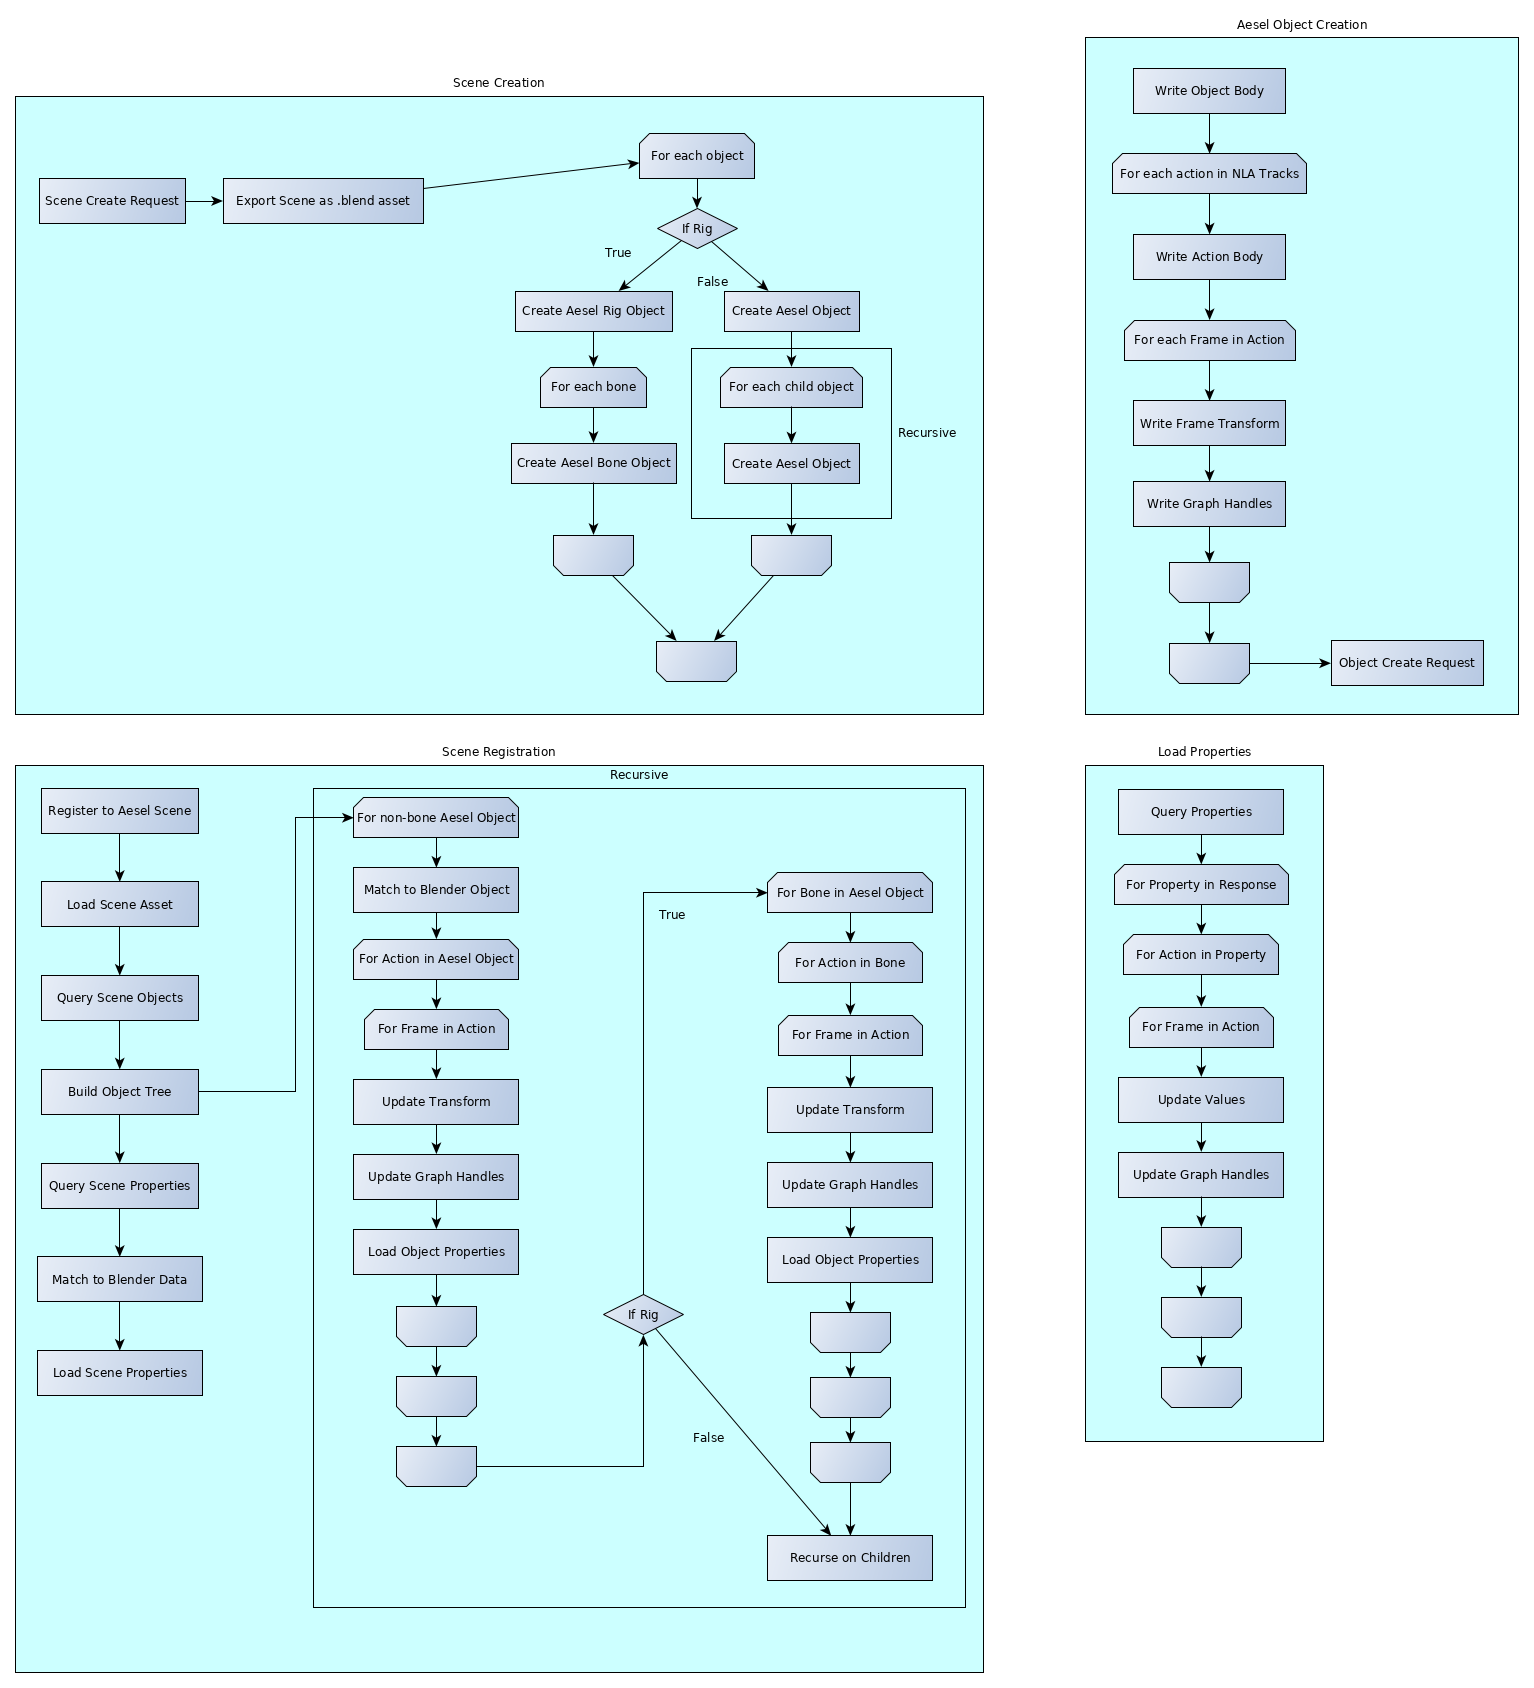 Aesel Object Creation
Write Object Body
For each action in NLA Tracks
Write Action Body
For each Frame in Action
Write Frame Transform
Write Graph Handles
Object Create Request
Scene Creation
Scene Create Request
Export Scene as .blend asset
For each object
If Rig
True
False
Create Aesel Rig Object
Create Aesel Object
For each bone
For each child object
Recursive
Create Aesel Bone Object
Create Aesel Object
Scene Registration
Recursive
Register to Aesel Scene
Load Scene Asset
Query Scene Objects
Build Object Tree
Query Scene Properties
Match to Blender Data
Load Scene Properties
For non-bone Aesel Object
Match to Blender Object
For Action in Aesel Object
For Frame in Action
Update Transform
Update Graph Handles
Load Object Properties
If Rig
True
False
For Bone in Aesel Object
For Action in Bone
For Frame in Action
Update Transform
Update Graph Handles
Load Object Properties
Recurse on Children
Load Properties
Query Properties
For Property in Response
For Action in Property
For Frame in Action
Update Values
Update Graph Handles